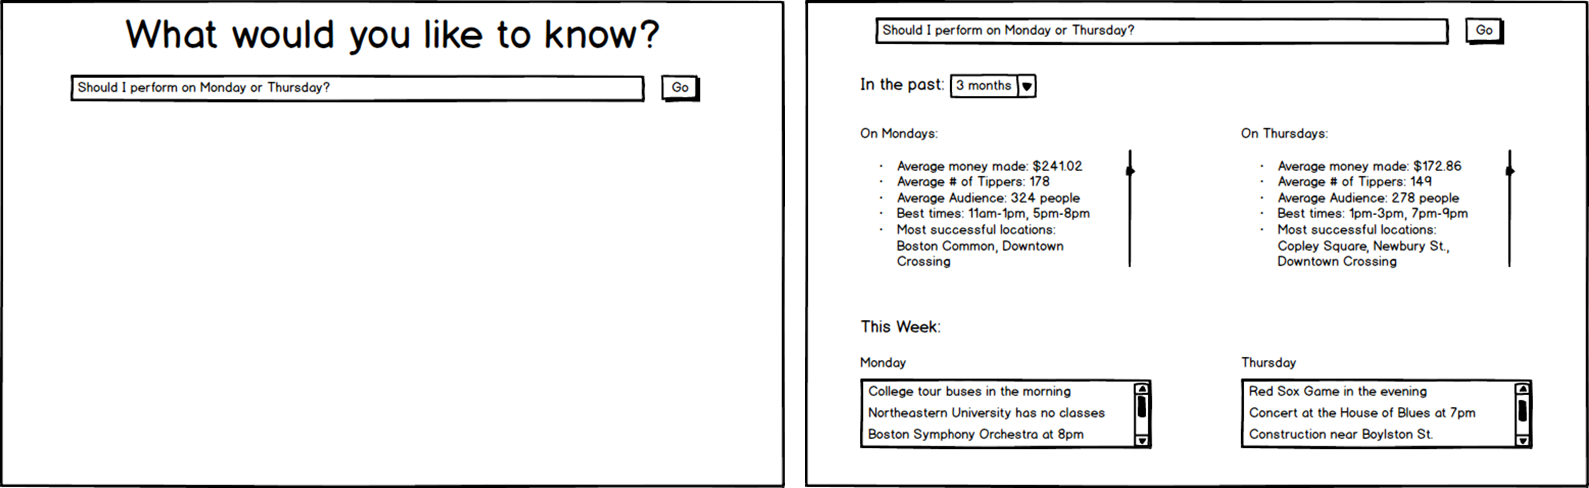 What would you like to know?
Should I perform on Monday or Thursday?
Go
Should I perform on Monday or Thursday?
Go
In the past: 3 months
On Mondays:
· Average money made: $241.02
· Average # of Tippers: 178
· Average Audience: 324 people
· Best times: 11am-1pm, 5pm-8pm
· Most successful locations:
Boston Common, Downtown
Crossing
On Thursdays:
· Average money made: $172.86
· Average # of Tippers: 149
· Average Audience: 278 people
· Best times: 1pm-3pm, 7pm-9pm
· Most successful locations:
Copley Square, Newbury St.,
Downtown Crossing
This Week:
Monday
College tour buses in the morning
Northeastern University has no classes
Boston Symphony Orchestra at 8pm
Thursday
Red Sox Game in the evening
Concert at the House of Blues at 7pm
Construction near Boylston St.